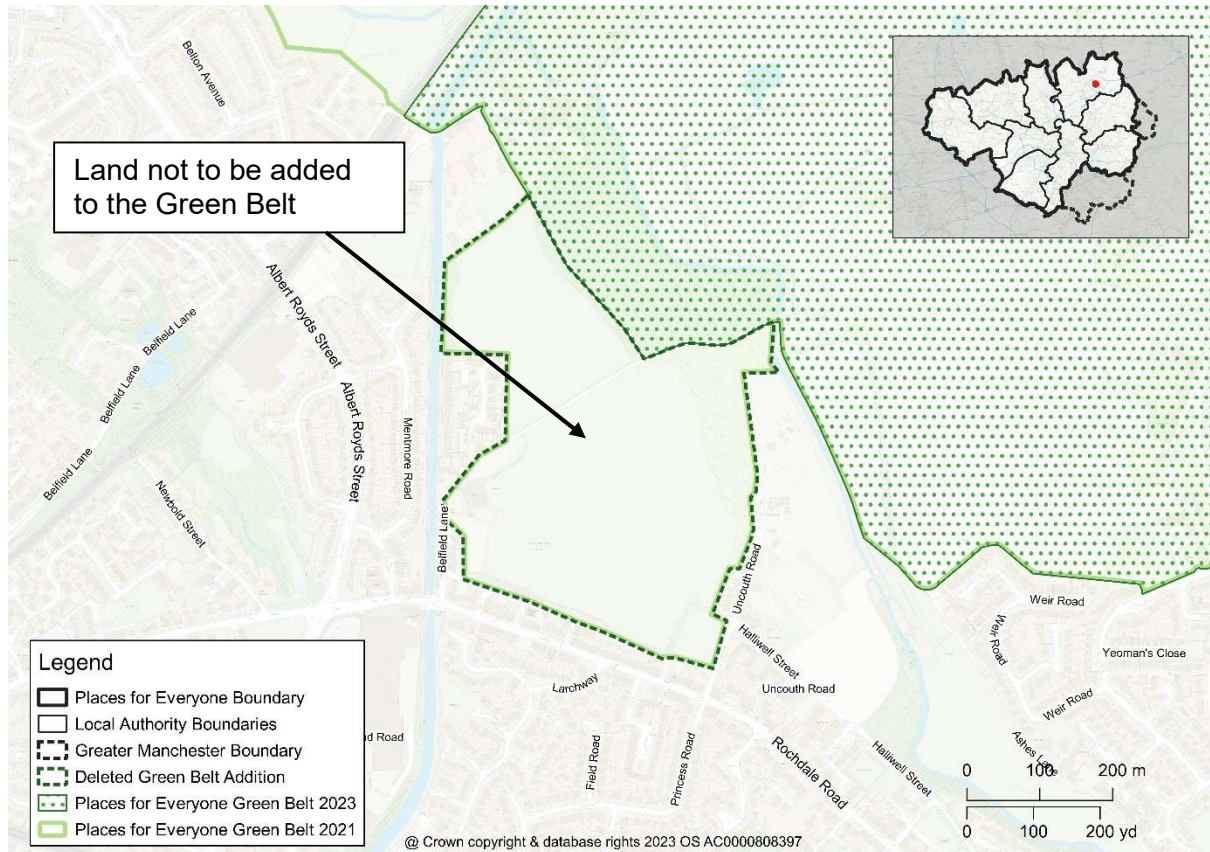 Belton Avenue
Land not to be added
to the Green Belt
Albert Royds Street
Belfield Lane
Belfield Lane
Albert Royds Street
Mentmore Road
Belfield Lane
Newbold Street
Belfield Lane
Uncouth Road
Weir Road
Weir Road
Yeoman's Close
Halliwell Street
Larchway
Uncouth Road
Weir Road
Ashes Lane
Field Road
Princess Road
Rochdale Road
Halliwell Street
Legend
Places for Everyone Boundary
Local Authority Boundaries
Greater Manchester Boundary
Deleted Green Belt Addition
Places for Everyone Green Belt 2023
Places for Everyone Green Belt 2021
Road
0 100 200 m
0 100 200 yd
@ Crown copyright & database rights 2023 OS AC0000808397